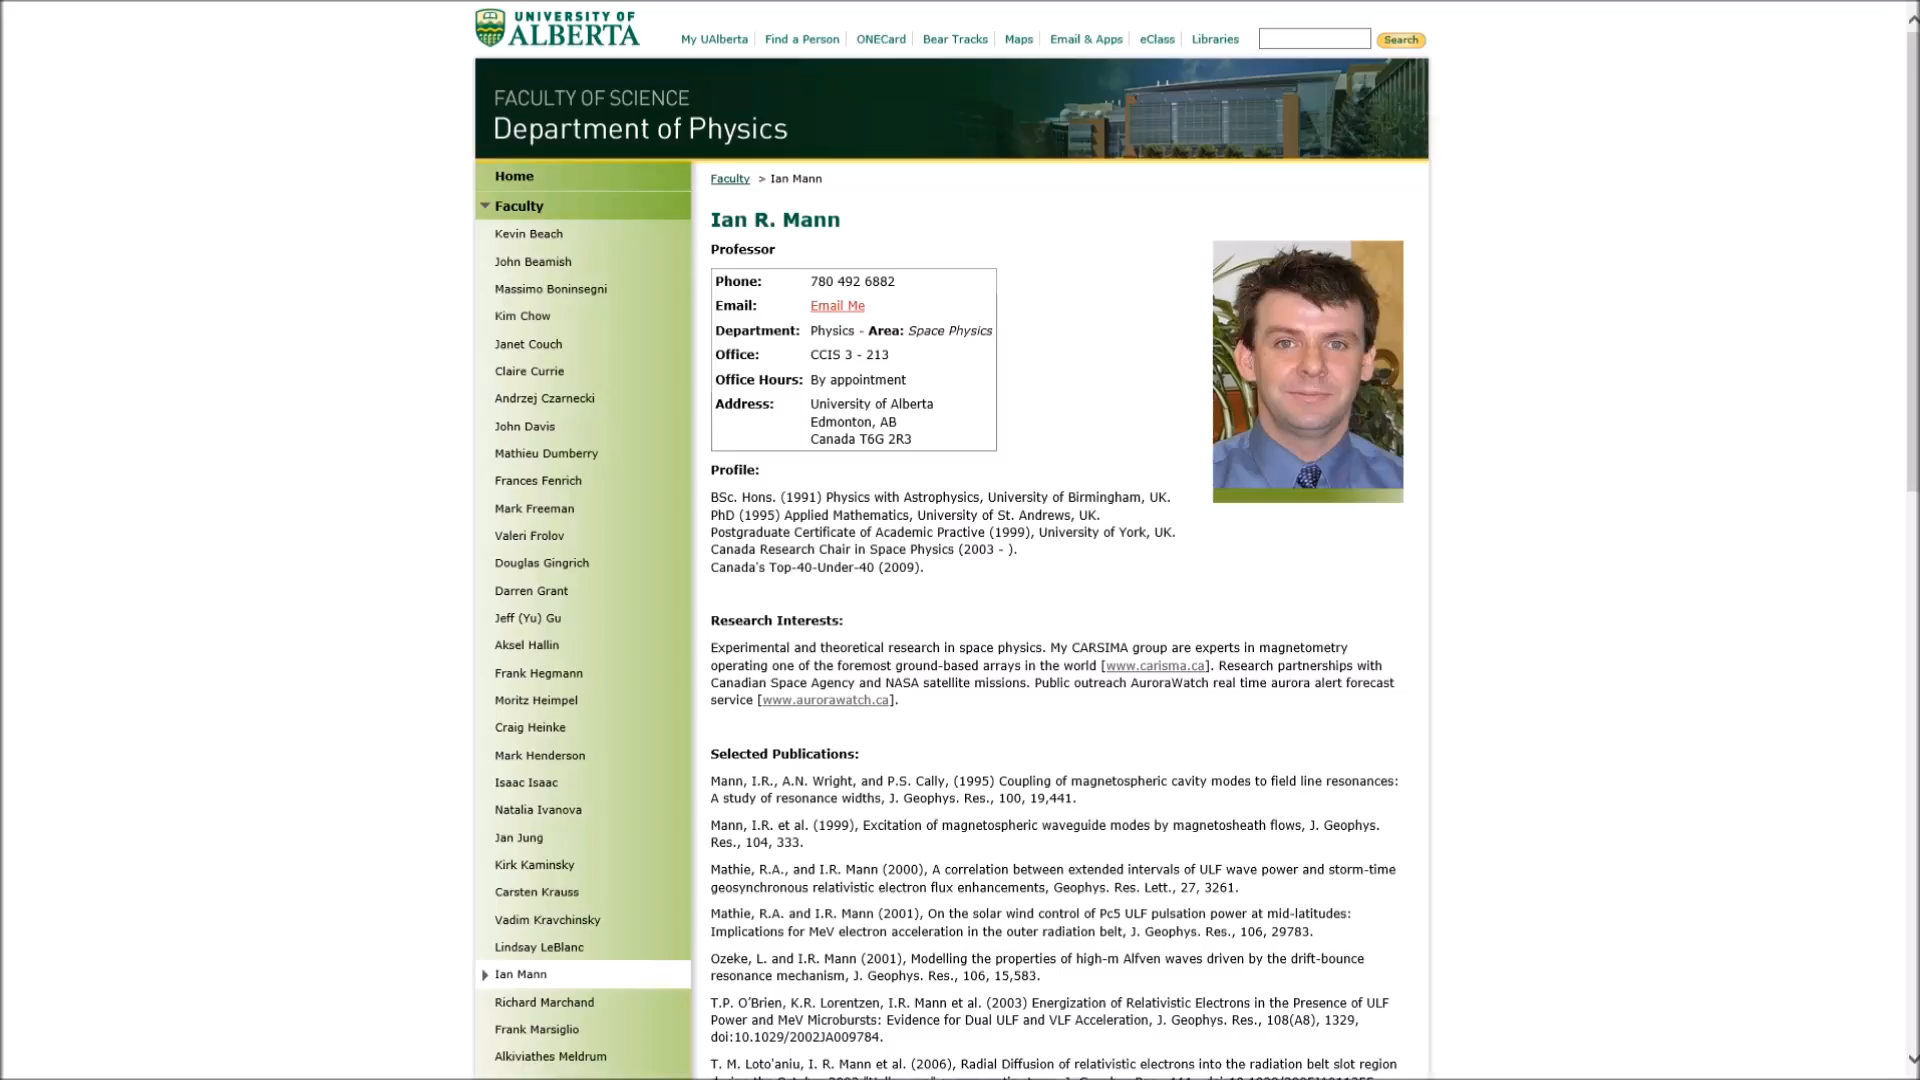 UNIVERSITY OF
ALBERTA
My UAlberta Find a Person ONECard Bear Tracks Maps Email & Apps eClass Libraries Search
FACULTY OF SCIENCE
Department of Physics
Home
Faculty
Kevin Beach
John Beamish
Massimo Boninsegni
Kim Chow
Janet Couch
Claire Currie
Andrzej Czarnecki
John Davis
Mathieu Dumberry
Frances Fenrich
Mark Freeman
Valeri Frolov
Douglas Gingrich
Darren Grant
Jeff (Yu) Gu
Aksel Hallin
Frank Hegmann
Moritz Heimpel
Craig Heinke
Mark Henderson
Isaac Isaac
Natalia Ivanova
Jan Jung
Kirk Kaminsky
Carsten Krauss
Vadim Kravchinsky
Lindsay LeBlanc
Ian Mann
Richard Marchand
Frank Marsiglio
Alkiviathes Meldrum
Faculty > Ian Mann
Ian R. Mann
Professor
Phone: 780 492 6882
Email: Email Me
Department: Physics - Area: Space Physics
Office: CCIS 3 - 213
Office Hours: By appointment
Address: University of Alberta
Edmonton, AB
Canada T6G 2R3
Profile:
BSc. Hons. (1991) Physics with Astrophysics, University of Birmingham, UK.
PhD (1995) Applied Mathematics, University of St. Andrews, UK.
Postgraduate Certificate of Academic Practive (1999), University of York, UK.
Canada Research Chair in Space Physics (2003 - ).
Canada's Top-40-Under-40 (2009).
Research Interests:
Experimental and theoretical research in space physics. My CARSIMA group are experts in magnetometry
operating one of the foremost ground-based arrays in the world [www.carisma.ca]. Research partnerships with
Canadian Space Agency and NASA satellite missions. Public outreach AuroraWatch real time aurora alert forecast
service [www.aurorawatch.ca].
Selected Publications:
Mann, I.R., A.N. Wright, and P.S. Cally, (1995) Coupling of magnetospheric cavity modes to field line resonances:
A study of resonance widths, J. Geophys. Res., 100, 19,441.
Mann, I.R. et al. (1999), Excitation of magnetospheric waveguide modes by magnetosheath flows, J. Geophys.
Res., 104, 333.
Mathie, R.A., and I.R. Mann (2000), A correlation between extended intervals of ULF wave power and storm-time
geosynchronous relativistic electron flux enhancements, Geophys. Res. Lett., 27, 3261.
Mathie, R.A. and I.R. Mann (2001), On the solar wind control of Pc5 ULF pulsation power at mid-latitudes:
Implications for MeV electron acceleration in the outer radiation belt, J. Geophys. Res., 106, 29783.
Ozeke, L. and I.R. Mann (2001), Modelling the properties of high-m Alfven waves driven by the drift-bounce
resonance mechanism, J. Geophys. Res., 106, 15,583.
T.P. O'Brien, K.R. Lorentzen, I.R. Mann et al. (2003) Energization of Relativistic Electrons in the Presence of ULF
Power and MeV Microbursts: Evidence for Dual ULF and VLF Acceleration, J. Geophys. Res., 108(A8), 1329,
doi:10.1029/2002JA009784.
T. M. Loto'aniu, I. R. Mann et al. (2006), Radial Diffusion of relativistic electrons into the radiation belt slot region